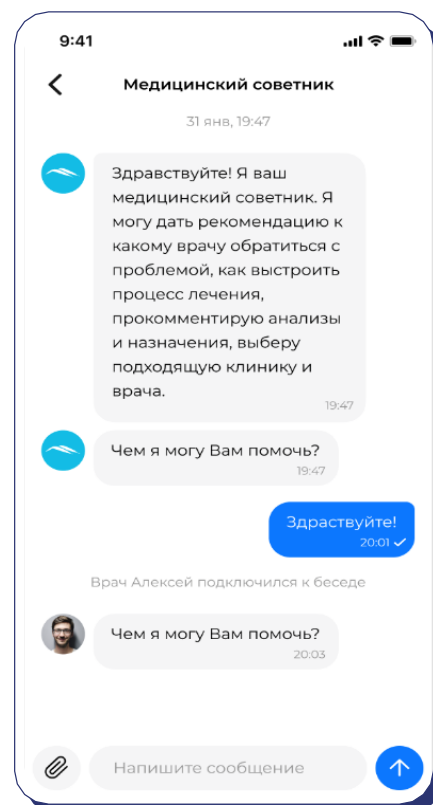 9:41
Медицинский советник
31 янв, 19:47
Здравствуйте! Я ваш
медицинский советник. Я
могу дать рекомендацию к
какому врачу обратиться с
проблемой, как выстроить
процесс лечения,
прокомментирую анализы
и назначения, выберу
подходящую клинику и
врача.
19:47
Чем я могу Вам помочь?
19:47
Здраствуйте!
20:01
Врач Алексей подключился к беседе
Чем я могу Вам помочь?
20:03
Напишите сообщение